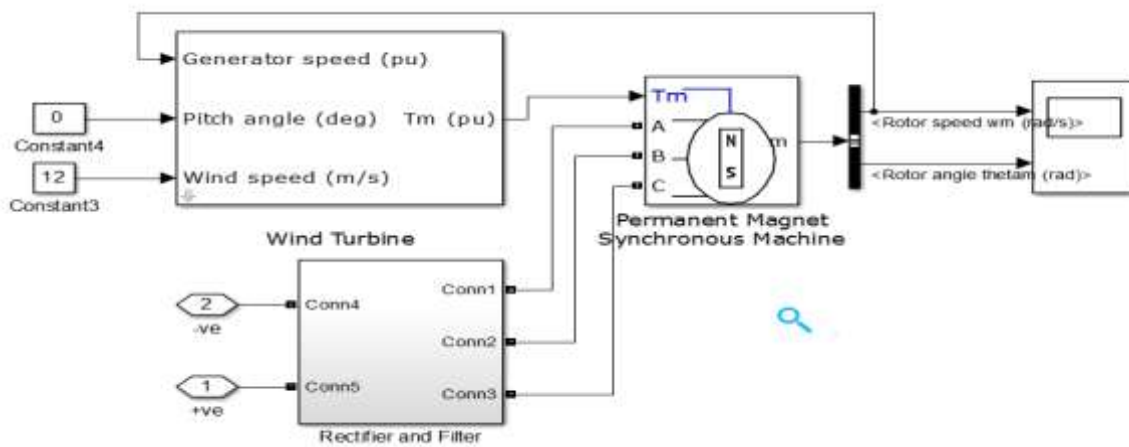 Generator speed (pu)
0
Pitch angle (deg)
Tm (pu)
Constant4
12
Wind speed (m/s)
Constant3
Wind Turbine
Tm
A
B
C
N
S
m
Permanent Magnet
Synchronous Machine
<Rotor speed wm (rad/s)>
<Rotor angle thetam (rad)>
2
-ve
1
+ve
Conn4
Conn5
Conn1
Conn2
Conn3
Rectifier and Filter